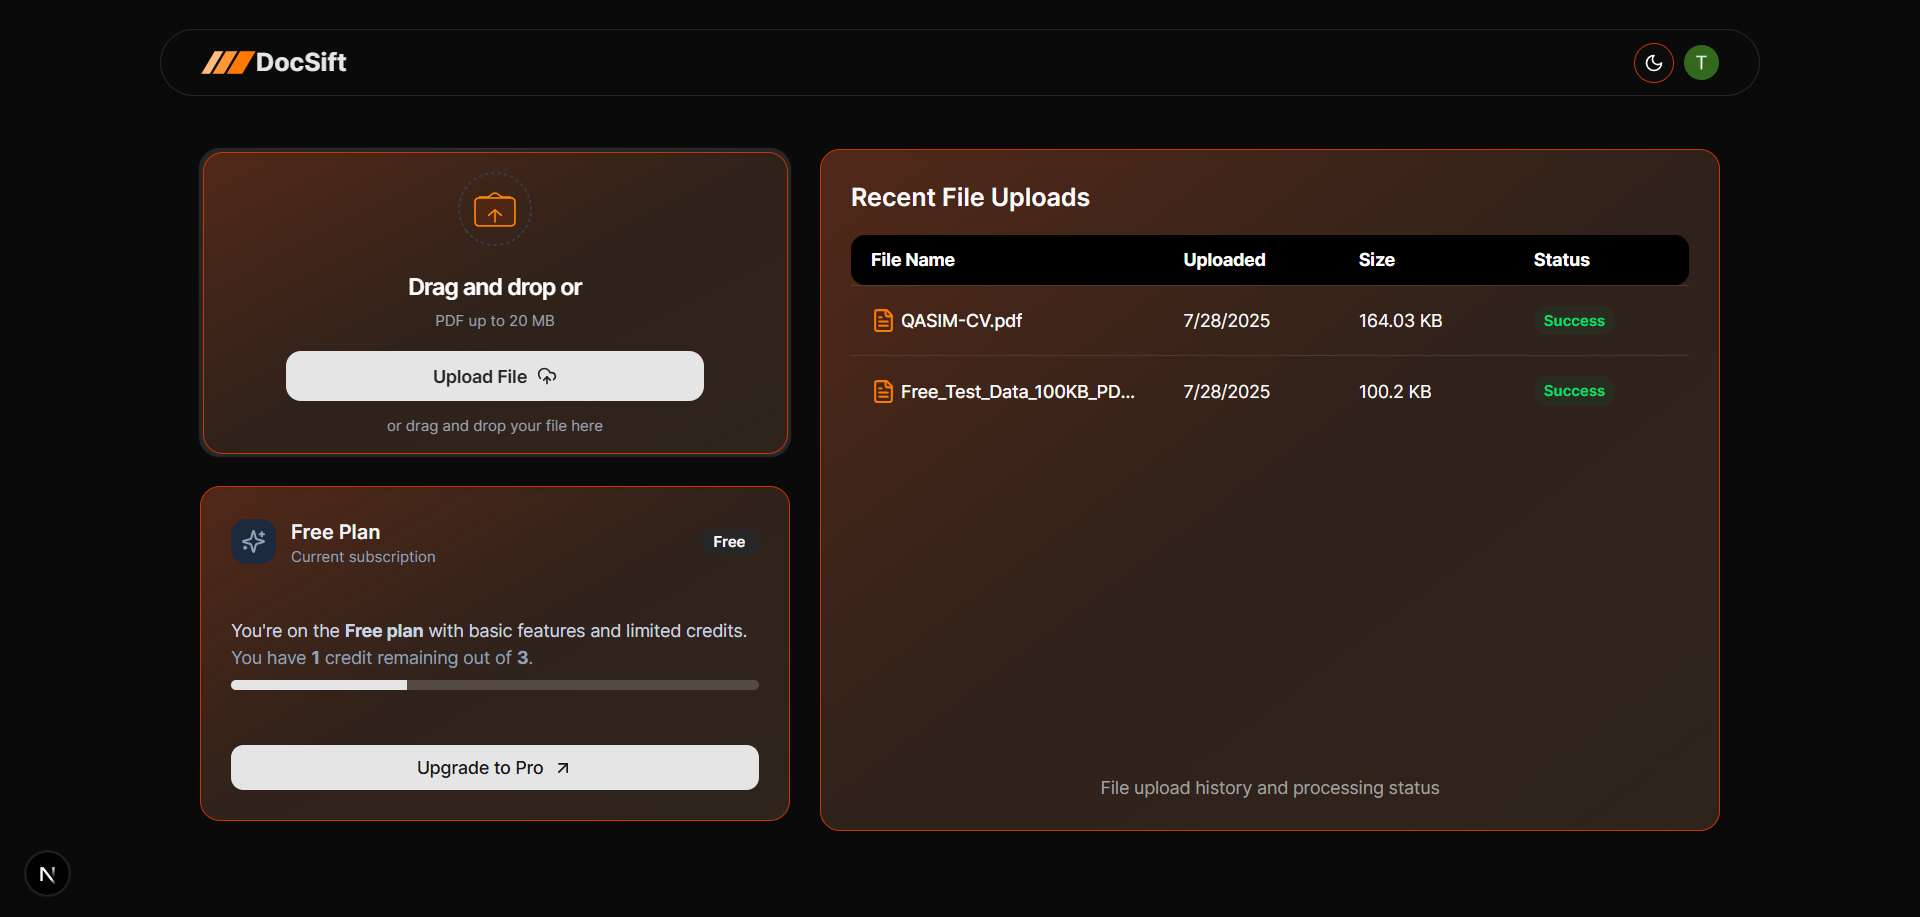 DocSift
T
Drag and drop or
PDF up to 20 MB
Upload File
or drag and drop your file here
Free Plan
Current subscription
Free
You're on the Free plan with basic features and limited credits.
You have 1 credit remaining out of 3.
Upgrade to Pro
Recent File Uploads
File Name Uploaded Size Status
QASIM-CV.pdf 7/28/2025 164.03 KB Success
Free_Test_Data_100KB_PD... 7/28/2025 100.2 KB Success
File upload history and processing status
N